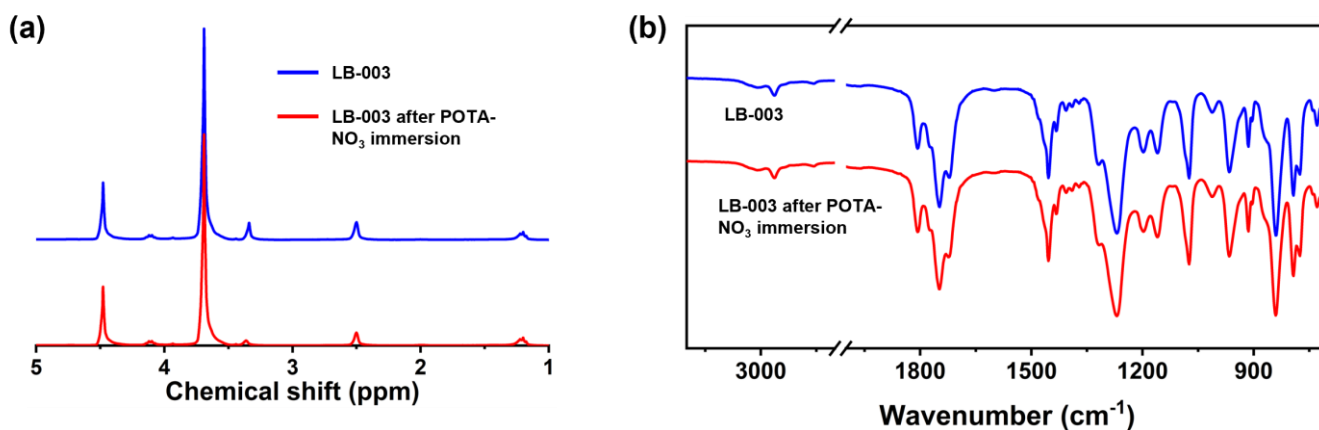 (a)
LB-003
LB-003 after POTA-
NO₃ immersion
5 4 3 2 1
Chemical shift (ppm)
(b)
LB-003
LB-003 after POTA-
NO₃ immersion
3000 1800 1500 1200 900
Wavenumber (cm⁻¹)